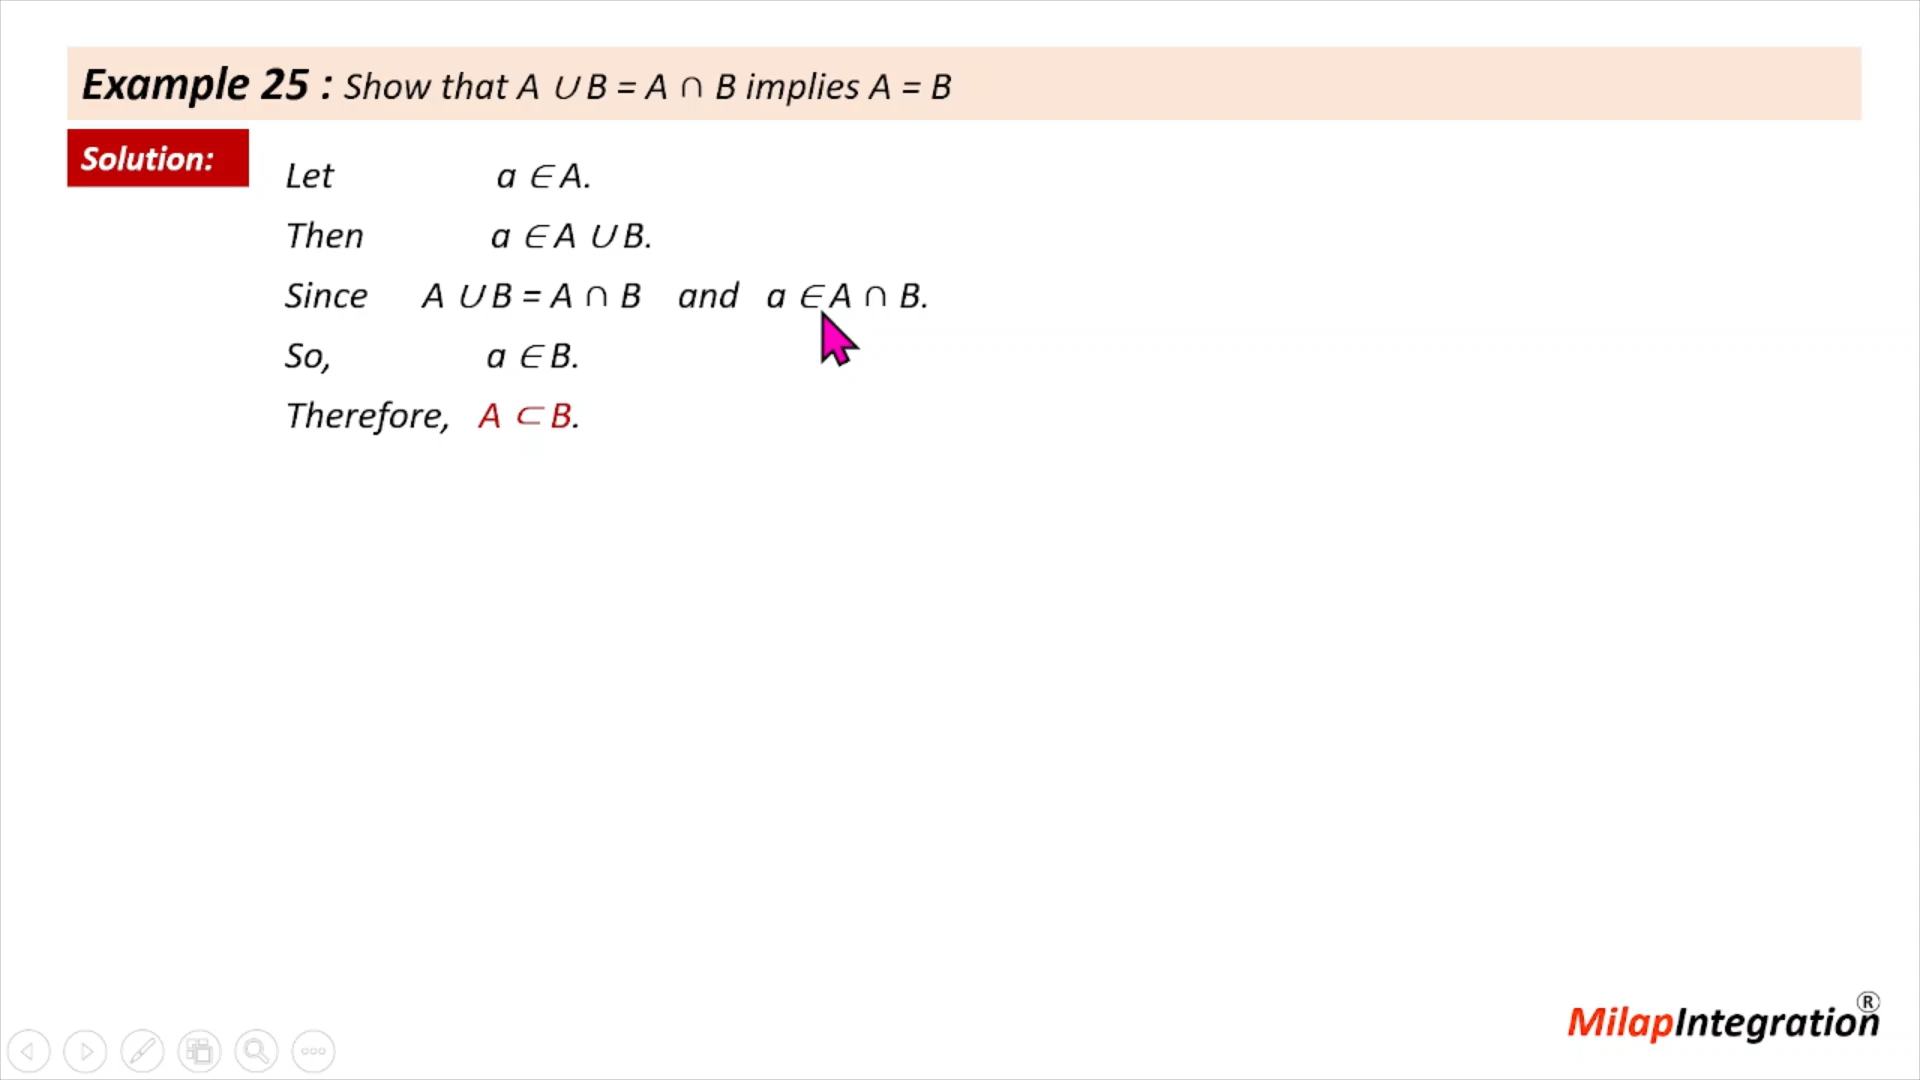 Example 25 : Show that A ∪ B = A ∩ B implies A = B
Solution:
Let a ∈ A.
Then a ∈ A ∪ B.
Since A ∪ B = A ∩ B and a ∈ A ∩ B.
So, a ∈ B.
Therefore, A ⊂ B.
MilapIntegration®